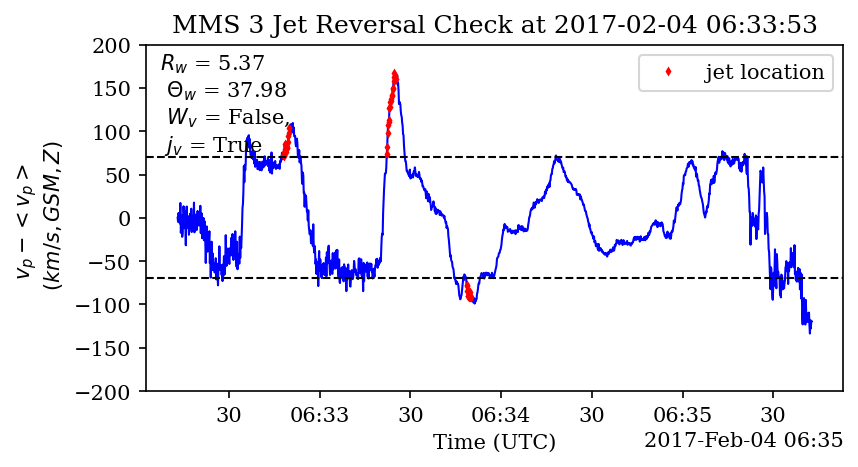 MMS 3 Jet Reversal Check at 2017-02-04 06:33:53
200
150
100
50
0
−50
−100
−150
−200
v_p − <v_p>
(km/s, GSM, Z)
R_w = 5.37
Θ_w = 37.98
W_v = False,
j_v = True
jet location
30
06:33
30
06:34
30
06:35
30
Time (UTC)
2017-Feb-04 06:35